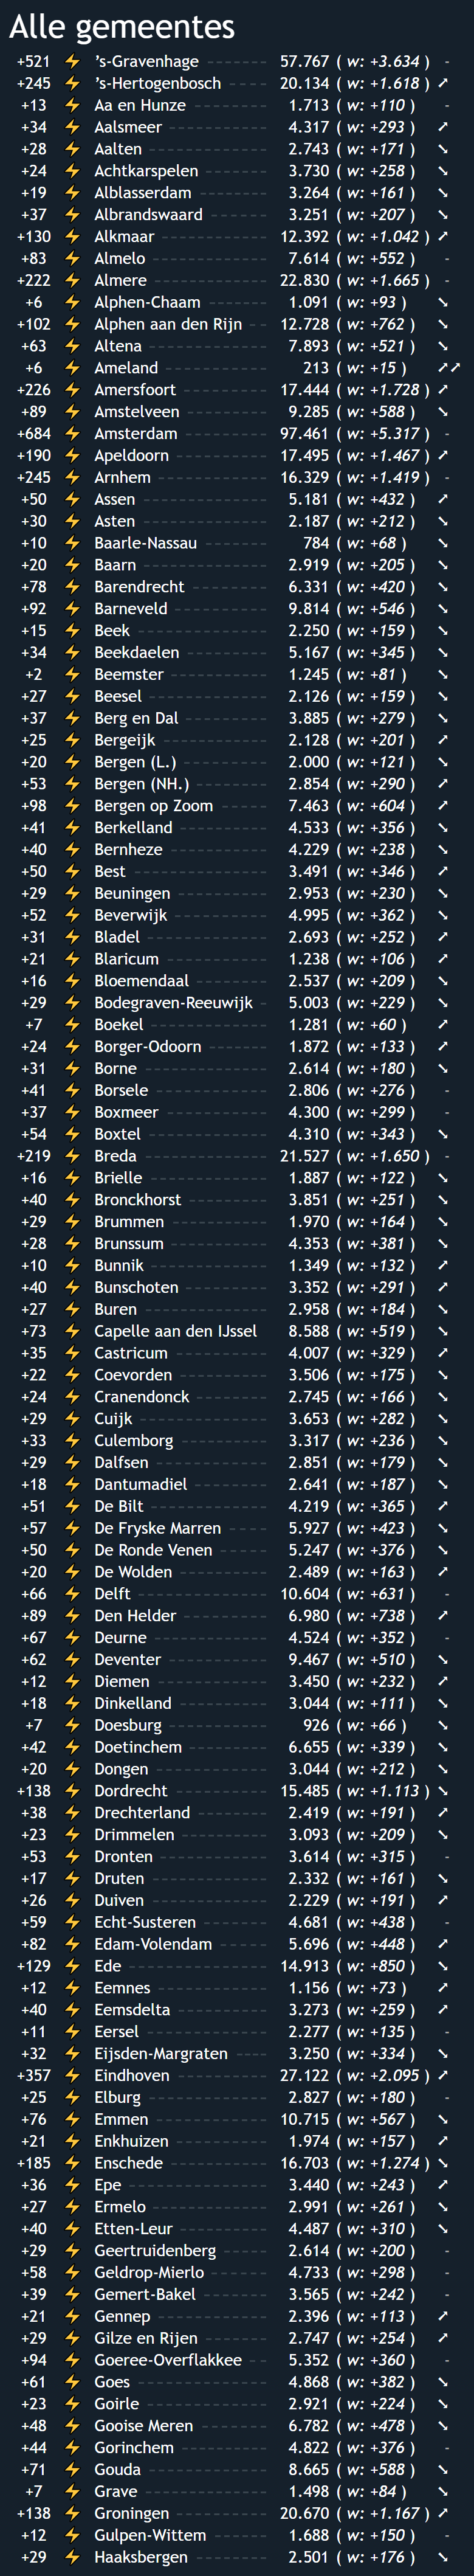 Alle gemeentes
+521 ⚡ ’s-Gravenhage 57.767 ( w: +3.634 ) -
+245 ⚡ ’s-Hertogenbosch 20.134 ( w: +1.618 ) ➚
+13 ⚡ Aa en Hunze 1.713 ( w: +110 ) -
+34 ⚡ Aalsmeer 4.317 ( w: +293 ) ➚
+28 ⚡ Aalten 2.743 ( w: +171 ) ➘
+24 ⚡ Achtkarspelen 3.730 ( w: +258 ) ➘
+19 ⚡ Alblasserdam 3.264 ( w: +161 ) ➘
+37 ⚡ Albrandswaard 3.251 ( w: +207 ) ➘
+130 ⚡ Alkmaar 12.392 ( w: +1.042 ) ➚
+83 ⚡ Almelo 7.614 ( w: +552 ) -
+222 ⚡ Almere 22.830 ( w: +1.665 ) -
+6 ⚡ Alphen-Chaam 1.091 ( w: +93 ) ➘
+102 ⚡ Alphen aan den Rijn 12.728 ( w: +762 ) ➘
+63 ⚡ Altena 7.893 ( w: +521 ) ➘
+6 ⚡ Ameland 213 ( w: +15 ) ➚➚
+226 ⚡ Amersfoort 17.444 ( w: +1.728 ) ➚
+89 ⚡ Amstelveen 9.285 ( w: +588 ) ➘
+684 ⚡ Amsterdam 97.461 ( w: +5.317 ) -
+190 ⚡ Apeldoorn 17.495 ( w: +1.467 ) ➚
+245 ⚡ Arnhem 16.329 ( w: +1.419 ) -
+50 ⚡ Assen 5.181 ( w: +432 ) ➚
+30 ⚡ Asten 2.187 ( w: +212 ) ➘
+10 ⚡ Baarle-Nassau 784 ( w: +68 ) ➘
+20 ⚡ Baarn 2.919 ( w: +205 ) ➘
+78 ⚡ Barendrecht 6.331 ( w: +420 ) ➘
+92 ⚡ Barneveld 9.814 ( w: +546 ) ➘
+15 ⚡ Beek 2.250 ( w: +159 ) ➘
+34 ⚡ Beekdaelen 5.167 ( w: +345 ) ➘
+2 ⚡ Beemster 1.245 ( w: +81 ) ➘
+27 ⚡ Beesel 2.126 ( w: +159 ) ➘
+37 ⚡ Berg en Dal 3.885 ( w: +279 ) ➘
+25 ⚡ Bergeijk 2.128 ( w: +201 ) ➚
+20 ⚡ Bergen (L.) 2.000 ( w: +121 ) ➘
+53 ⚡ Bergen (NH.) 2.854 ( w: +290 ) ➚
+98 ⚡ Bergen op Zoom 7.463 ( w: +604 ) ➚
+41 ⚡ Berkelland 4.533 ( w: +356 ) ➘
+40 ⚡ Bernheze 4.229 ( w: +238 ) ➘
+50 ⚡ Best 3.491 ( w: +346 ) ➚
+29 ⚡ Beuningen 2.953 ( w: +230 ) ➘
+52 ⚡ Beverwijk 4.995 ( w: +362 ) ➘
+31 ⚡ Bladel 2.693 ( w: +252 ) ➚
+21 ⚡ Blaricum 1.238 ( w: +106 ) ➚
+16 ⚡ Bloemendaal 2.537 ( w: +209 ) ➘
+29 ⚡ Bodegraven-Reeuwijk 5.003 ( w: +229 ) ➘
+7 ⚡ Boekel 1.281 ( w: +60 ) ➚
+24 ⚡ Borger-Odoorn 1.872 ( w: +133 ) ➚
+31 ⚡ Borne 2.614 ( w: +180 ) ➘
+41 ⚡ Borsele 2.806 ( w: +276 ) -
+37 ⚡ Boxmeer 4.300 ( w: +299 ) -
+54 ⚡ Boxtel 4.310 ( w: +343 ) ➘
+219 ⚡ Breda 21.527 ( w: +1.650 ) -
+16 ⚡ Brielle 1.887 ( w: +122 ) ➘
+40 ⚡ Bronckhorst 3.851 ( w: +251 ) ➘
+29 ⚡ Brummen 1.970 ( w: +164 ) ➘
+28 ⚡ Brunssum 4.353 ( w: +381 ) ➘
+10 ⚡ Bunnik 1.349 ( w: +132 ) ➚
+40 ⚡ Bunschoten 3.352 ( w: +291 ) ➚
+27 ⚡ Buren 2.958 ( w: +184 ) ➘
+73 ⚡ Capelle aan den IJssel 8.588 ( w: +519 ) ➘
+35 ⚡ Castricum 4.007 ( w: +329 ) ➚
+22 ⚡ Coevorden 3.506 ( w: +175 ) ➘
+24 ⚡ Cranendonck 2.745 ( w: +166 ) ➘
+29 ⚡ Cuijk 3.653 ( w: +282 ) ➘
+33 ⚡ Culemborg 3.317 ( w: +236 ) ➘
+29 ⚡ Dalfsen 2.851 ( w: +179 ) ➘
+18 ⚡ Dantumadiel 2.641 ( w: +187 ) ➘
+51 ⚡ De Bilt 4.219 ( w: +365 ) ➚
+57 ⚡ De Fryske Marren 5.927 ( w: +423 ) ➘
+50 ⚡ De Ronde Venen 5.247 ( w: +376 ) ➘
+20 ⚡ De Wolden 2.489 ( w: +163 ) ➚
+66 ⚡ Delft 10.604 ( w: +631 ) -
+89 ⚡ Den Helder 6.980 ( w: +738 ) ➚
+67 ⚡ Deurne 4.524 ( w: +352 ) -
+62 ⚡ Deventer 9.467 ( w: +510 ) ➘
+12 ⚡ Diemen 3.450 ( w: +232 ) ➚
+18 ⚡ Dinkelland 3.044 ( w: +111 ) ➘
+7 ⚡ Doesburg 926 ( w: +66 ) ➘
+42 ⚡ Doetinchem 6.655 ( w: +339 ) ➘
+20 ⚡ Dongen 3.044 ( w: +212 ) ➘
+138 ⚡ Dordrecht 15.485 ( w: +1.113 ) ➘
+38 ⚡ Drechterland 2.419 ( w: +191 ) ➚
+23 ⚡ Drimmelen 3.093 ( w: +209 ) ➘
+53 ⚡ Dronten 3.614 ( w: +315 ) -
+17 ⚡ Druten 2.332 ( w: +161 ) ➘
+26 ⚡ Duiven 2.229 ( w: +191 ) ➚
+59 ⚡ Echt-Susteren 4.681 ( w: +438 ) -
+82 ⚡ Edam-Volendam 5.696 ( w: +448 ) ➚
+129 ⚡ Ede 14.913 ( w: +850 ) ➘
+12 ⚡ Eemnes 1.156 ( w: +73 ) ➚
+40 ⚡ Eemsdelta 3.273 ( w: +259 ) ➚
+11 ⚡ Eersel 2.277 ( w: +135 ) -
+32 ⚡ Eijsden-Margraten 3.250 ( w: +334 ) ➘
+357 ⚡ Eindhoven 27.122 ( w: +2.095 ) ➚
+25 ⚡ Elburg 2.827 ( w: +180 ) -
+76 ⚡ Emmen 10.715 ( w: +567 ) ➘
+21 ⚡ Enkhuizen 1.974 ( w: +157 ) ➚
+185 ⚡ Enschede 16.703 ( w: +1.274 ) ➘
+36 ⚡ Epe 3.440 ( w: +243 ) ➚
+27 ⚡ Ermelo 2.991 ( w: +261 ) ➘
+40 ⚡ Etten-Leur 4.487 ( w: +310 ) ➘
+29 ⚡ Geertruidenberg 2.614 ( w: +200 ) -
+58 ⚡ Geldrop-Mierlo 4.733 ( w: +298 ) -
+39 ⚡ Gemert-Bakel 3.565 ( w: +242 ) -
+21 ⚡ Gennep 2.396 ( w: +113 ) ➚
+29 ⚡ Gilze en Rijen 2.747 ( w: +254 ) ➚
+94 ⚡ Goeree-Overflakkee 5.352 ( w: +360 ) -
+61 ⚡ Goes 4.868 ( w: +382 ) ➘
+23 ⚡ Goirle 2.921 ( w: +224 ) ➘
+48 ⚡ Gooise Meren 6.782 ( w: +478 ) ➘
+44 ⚡ Gorinchem 4.822 ( w: +376 ) -
+71 ⚡ Gouda 8.665 ( w: +588 ) ➘
+7 ⚡ Grave 1.498 ( w: +84 ) ➘
+138 ⚡ Groningen 20.670 ( w: +1.167 ) ➚
+12 ⚡ Gulpen-Wittem 1.688 ( w: +150 ) -
+29 ⚡ Haaksbergen 2.501 ( w: +176 ) ➘